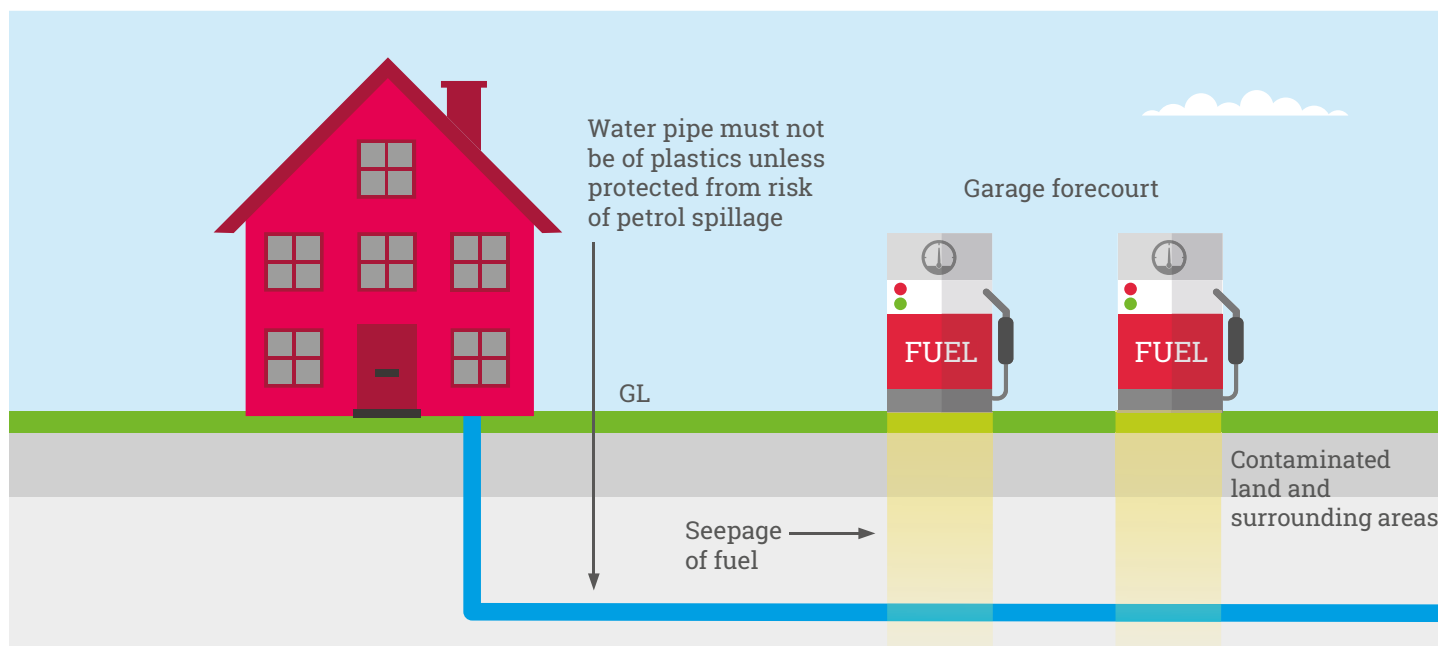 Water pipe must not
be of plastics unless
protected from risk
of petrol spillage
Garage forecourt
FUEL
FUEL
GL
Contaminated
land and
surrounding areas
Seepage
of fuel